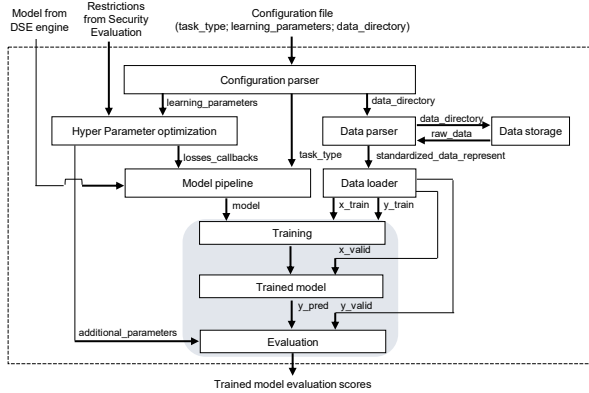 Model from
DSE engine
Restrictions
from Security
Evaluation
Configuration file
(task_type; learning_parameters; data_directory)
Configuration parser
learning_parameters
data_directory
Hyper Parameter optimization
Data parser
data_directory
raw_data
Data storage
losses_callbacks
task_type
standardized_data_represent
Model pipeline
Data loader
model
x_train
y_train
Training
x_valid
Trained model
y_pred
y_valid
additional_parameters
Evaluation
Trained model evaluation scores